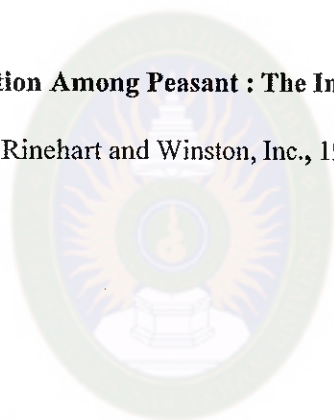 tion Among Peasant : The In
Rinehart and Winston, Inc., 1